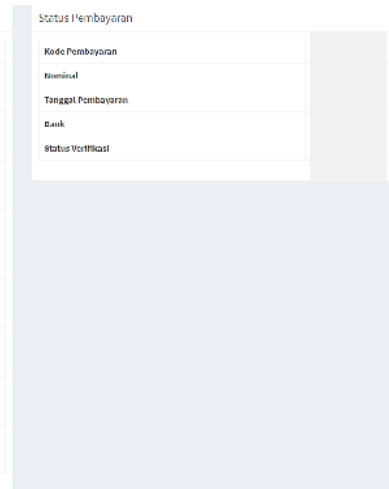 Status Pembayaran
Kode Pembayaran
Nominal
Tanggal Pembayaran
Bank
Status Verifikasi